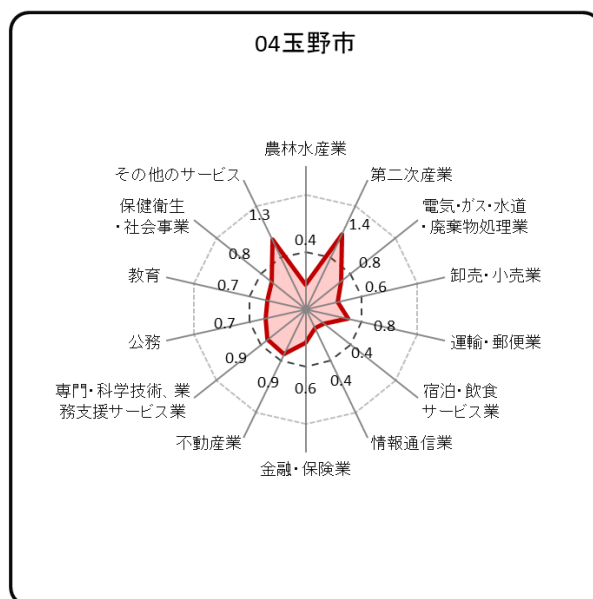 04玉野市
農林水産業
0.4
第二次産業
1.4
電気・ガス・水道
・廃棄物処理業
0.8
卸売・小売業
0.6
運輸・郵便業
0.8
宿泊・飲食
サービス業
0.4
情報通信業
0.4
金融・保険業
0.6
不動産業
0.9
専門・科学技術、業
務支援サービス業
0.9
公務
0.7
教育
0.7
保健衛生
・社会事業
0.8
その他のサービス
1.3